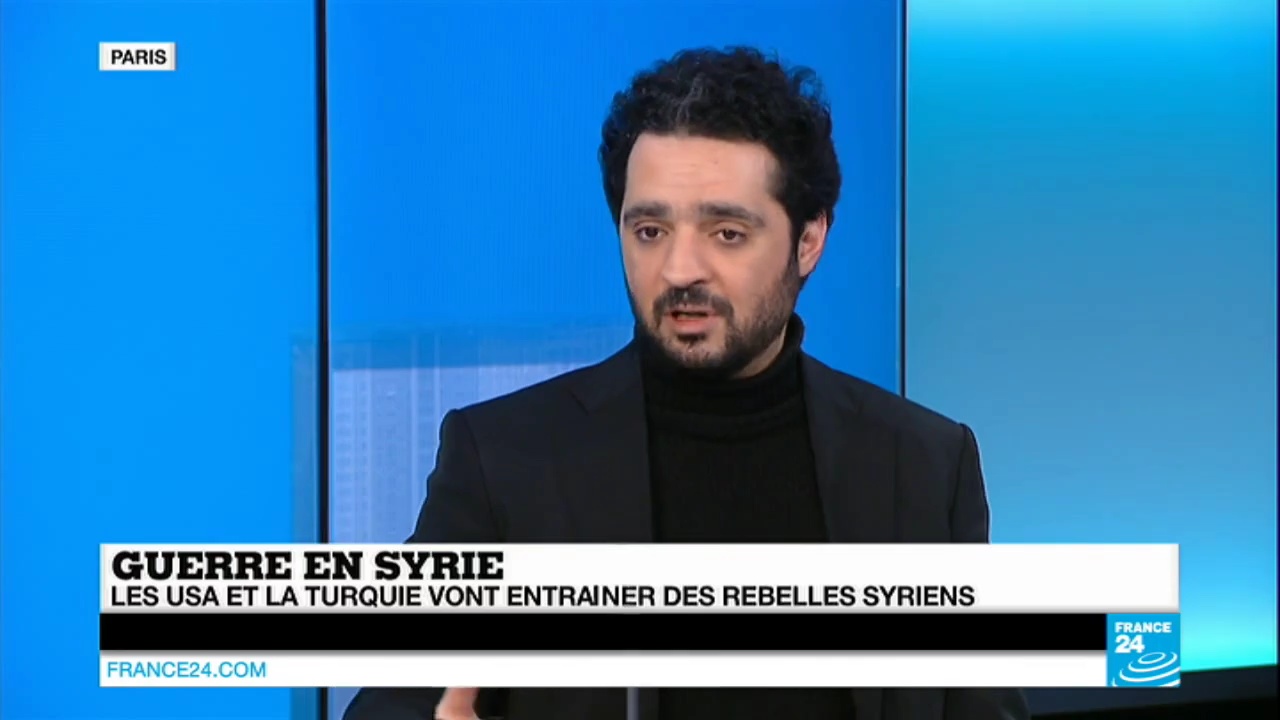 PARIS
GUERRE EN SYRIE
LES USA ET LA TURQUIE VONT ENTRAINER DES REBELLES SYRIENS
FRANCE
24
FRANCE24.COM